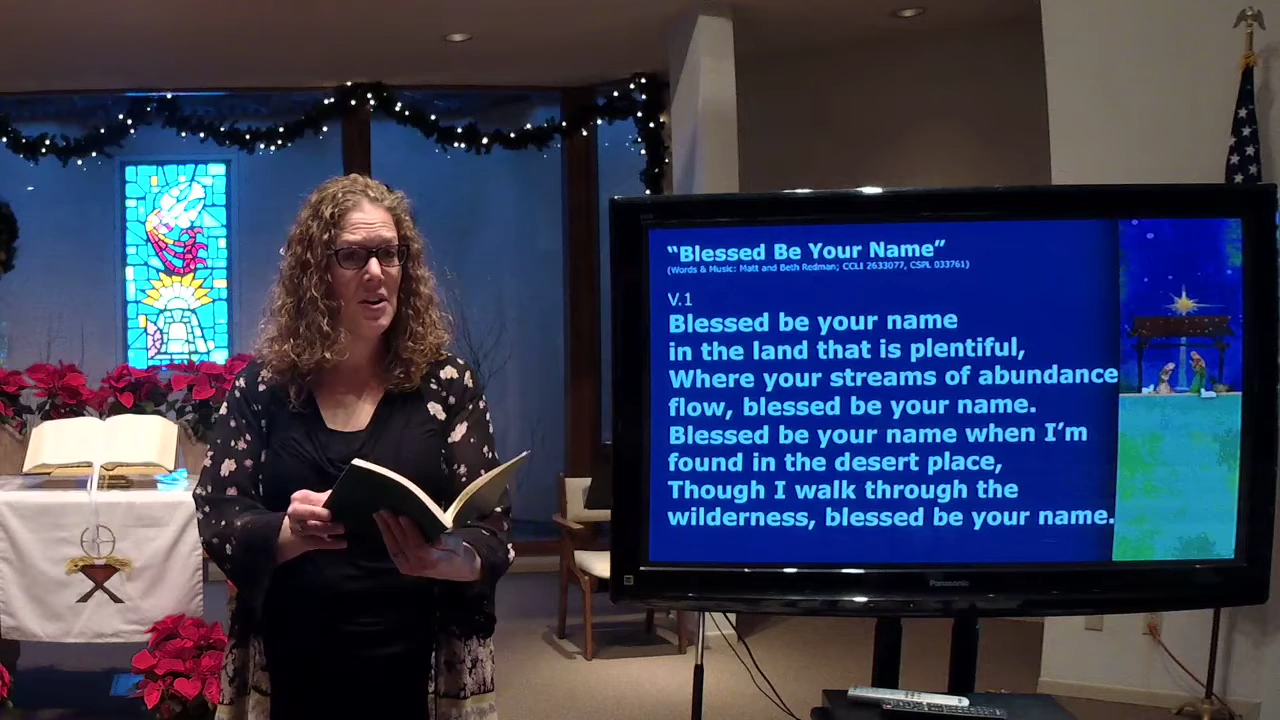 “Blessed Be Your Name”
(Words & Music: Matt and Beth Redman; CCLI 2633077, CSPL 033761)
V.1
Blessed be your name
in the land that is plentiful,
Where your streams of abundance
flow, blessed be your name.
Blessed be your name when I’m
found in the desert place,
Though I walk through the
wilderness, blessed be your name.
Panasonic